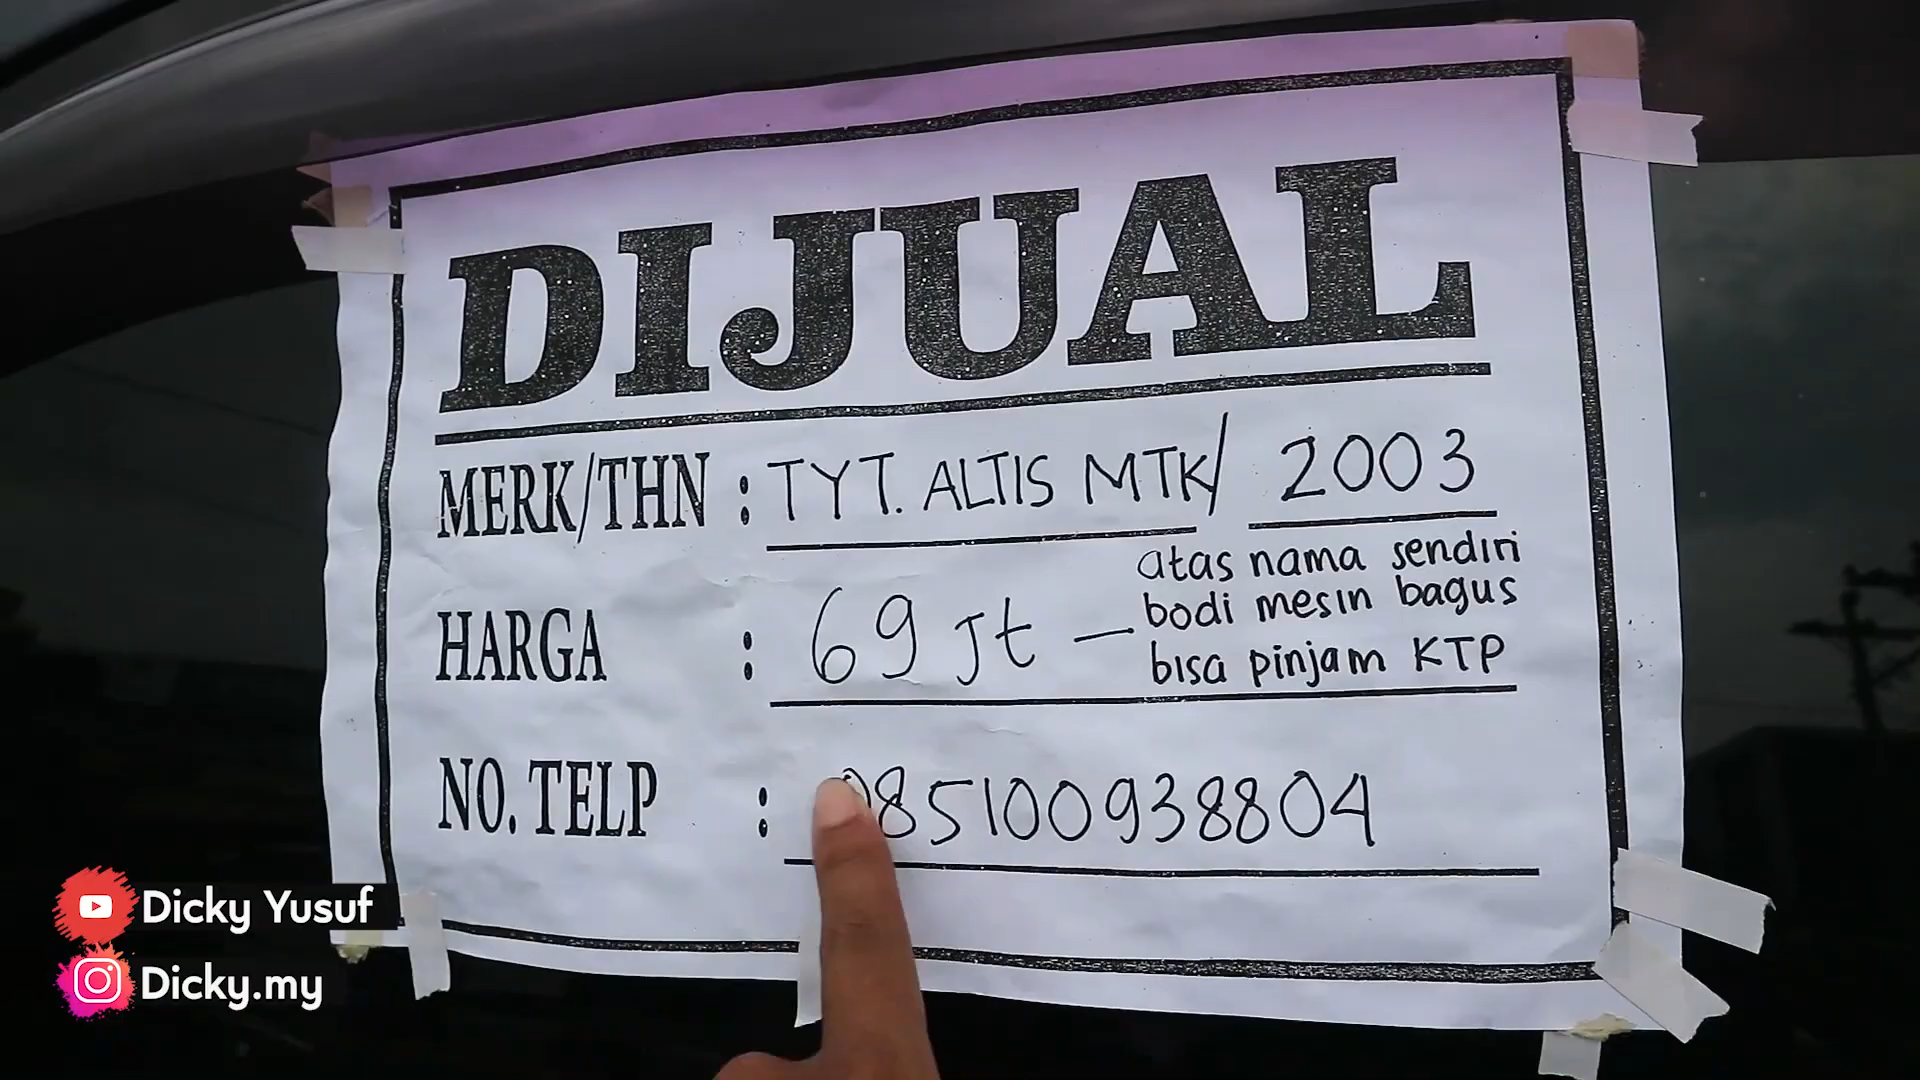 DIJUAL
MERK/THN : TYT. ALTIS MTK/ 2003
HARGA : 69 Jt — atas nama sendiri
bodi mesin bagus
bisa pinjam KTP
NO. TELP : 085100938804
Dicky Yusuf
Dicky.my